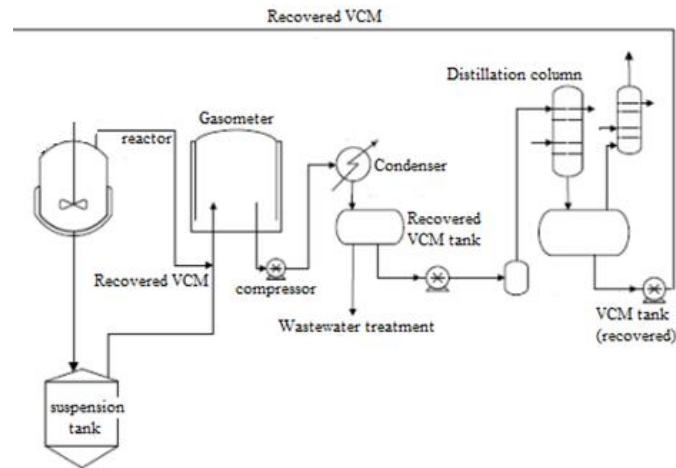 Recovered VCM
Distillation column
Gasometer
reactor
Condenser
Recovered
VCM tank
Recovered VCM
compressor
Wastewater treatment
VCM tank
(recovered)
suspension
tank